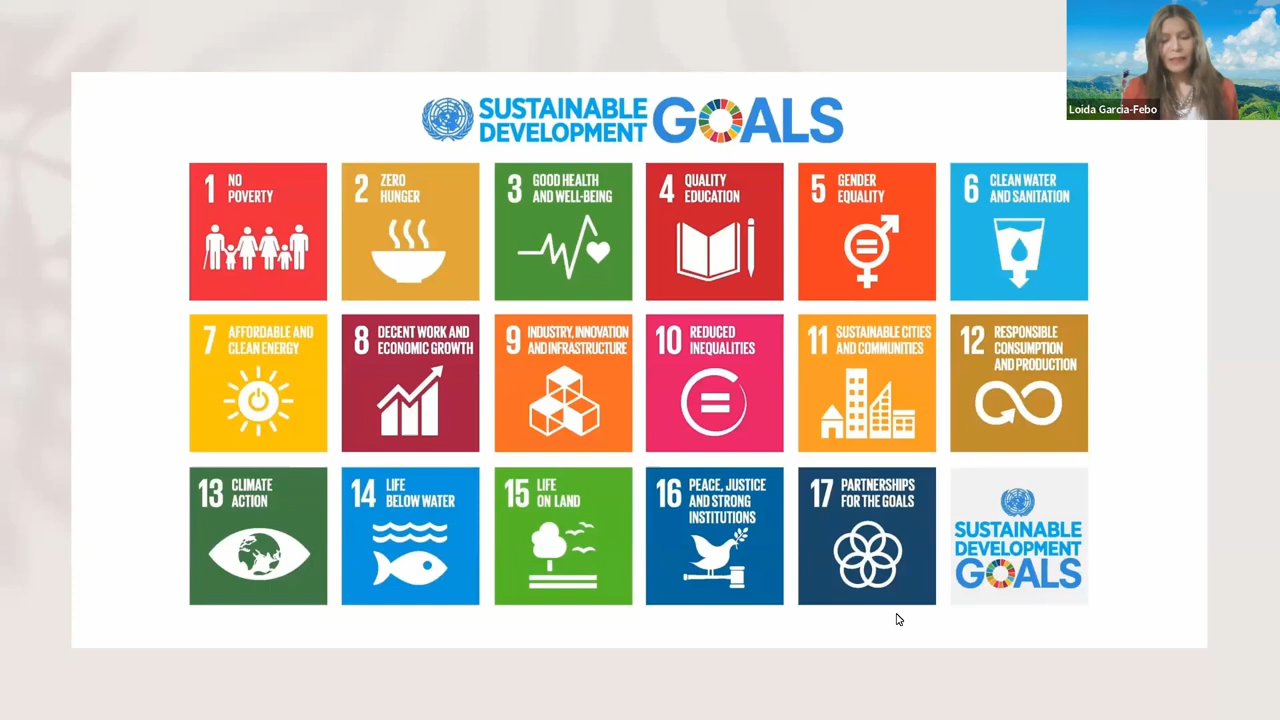 Loida Garcia-Febo
SUSTAINABLE
DEVELOPMENT
GOALS
1 NO
POVERTY
2 ZERO
HUNGER
3 GOOD HEALTH
AND WELL-BEING
4 QUALITY
EDUCATION
5 GENDER
EQUALITY
6 CLEAN WATER
AND SANITATION
7 AFFORDABLE AND
CLEAN ENERGY
8 DECENT WORK AND
ECONOMIC GROWTH
9 INDUSTRY, INNOVATION
AND INFRASTRUCTURE
10 REDUCED
INEQUALITIES
11 SUSTAINABLE CITIES
AND COMMUNITIES
12 RESPONSIBLE
CONSUMPTION
AND PRODUCTION
13 CLIMATE
ACTION
14 LIFE
BELOW WATER
15 LIFE
ON LAND
16 PEACE, JUSTICE
AND STRONG
INSTITUTIONS
17 PARTNERSHIPS
FOR THE GOALS
SUSTAINABLE
DEVELOPMENT
GOALS